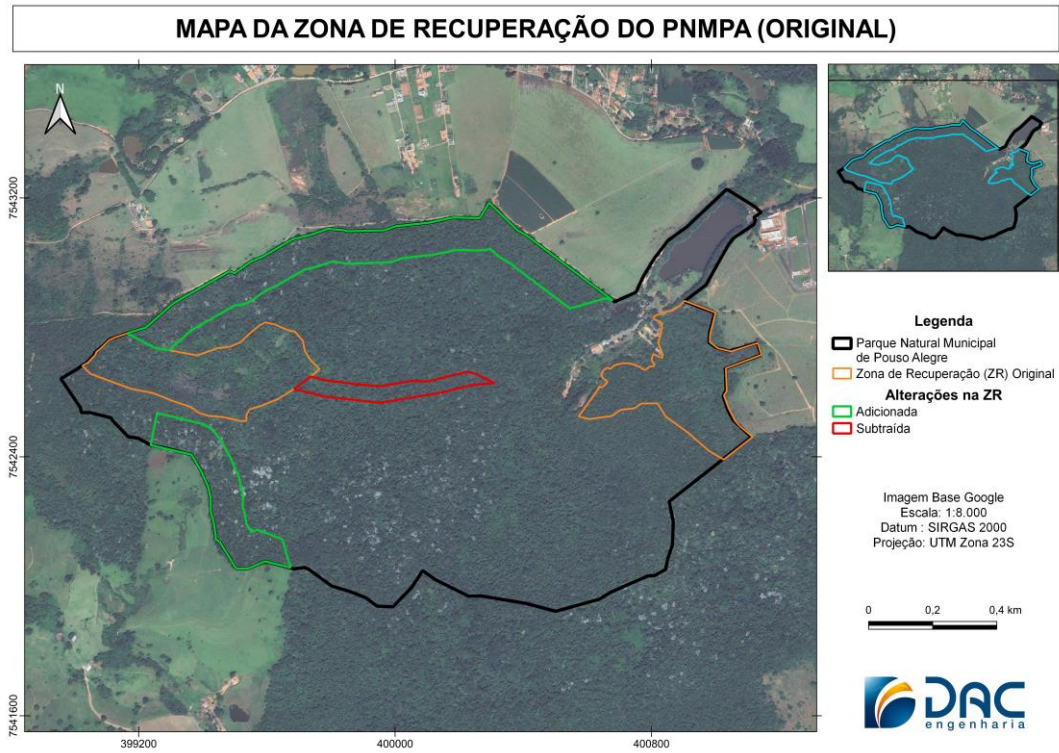 MAPA DA ZONA DE RECUPERAÇÃO DO PNMPA (ORIGINAL)
N
7543200
7542400
7541600
399200
400000
400800
Legenda
Parque Natural Municipal
de Pouso Alegre
Zona de Recuperação (ZR) Original
Alterações na ZR
Adicionada
Subtraída
Imagem Base Google
Escala: 1:8.000
Datum : SIRGAS 2000
Projeção: UTM Zona 23S
0 0,2 0,4 km
DAC
engenharia